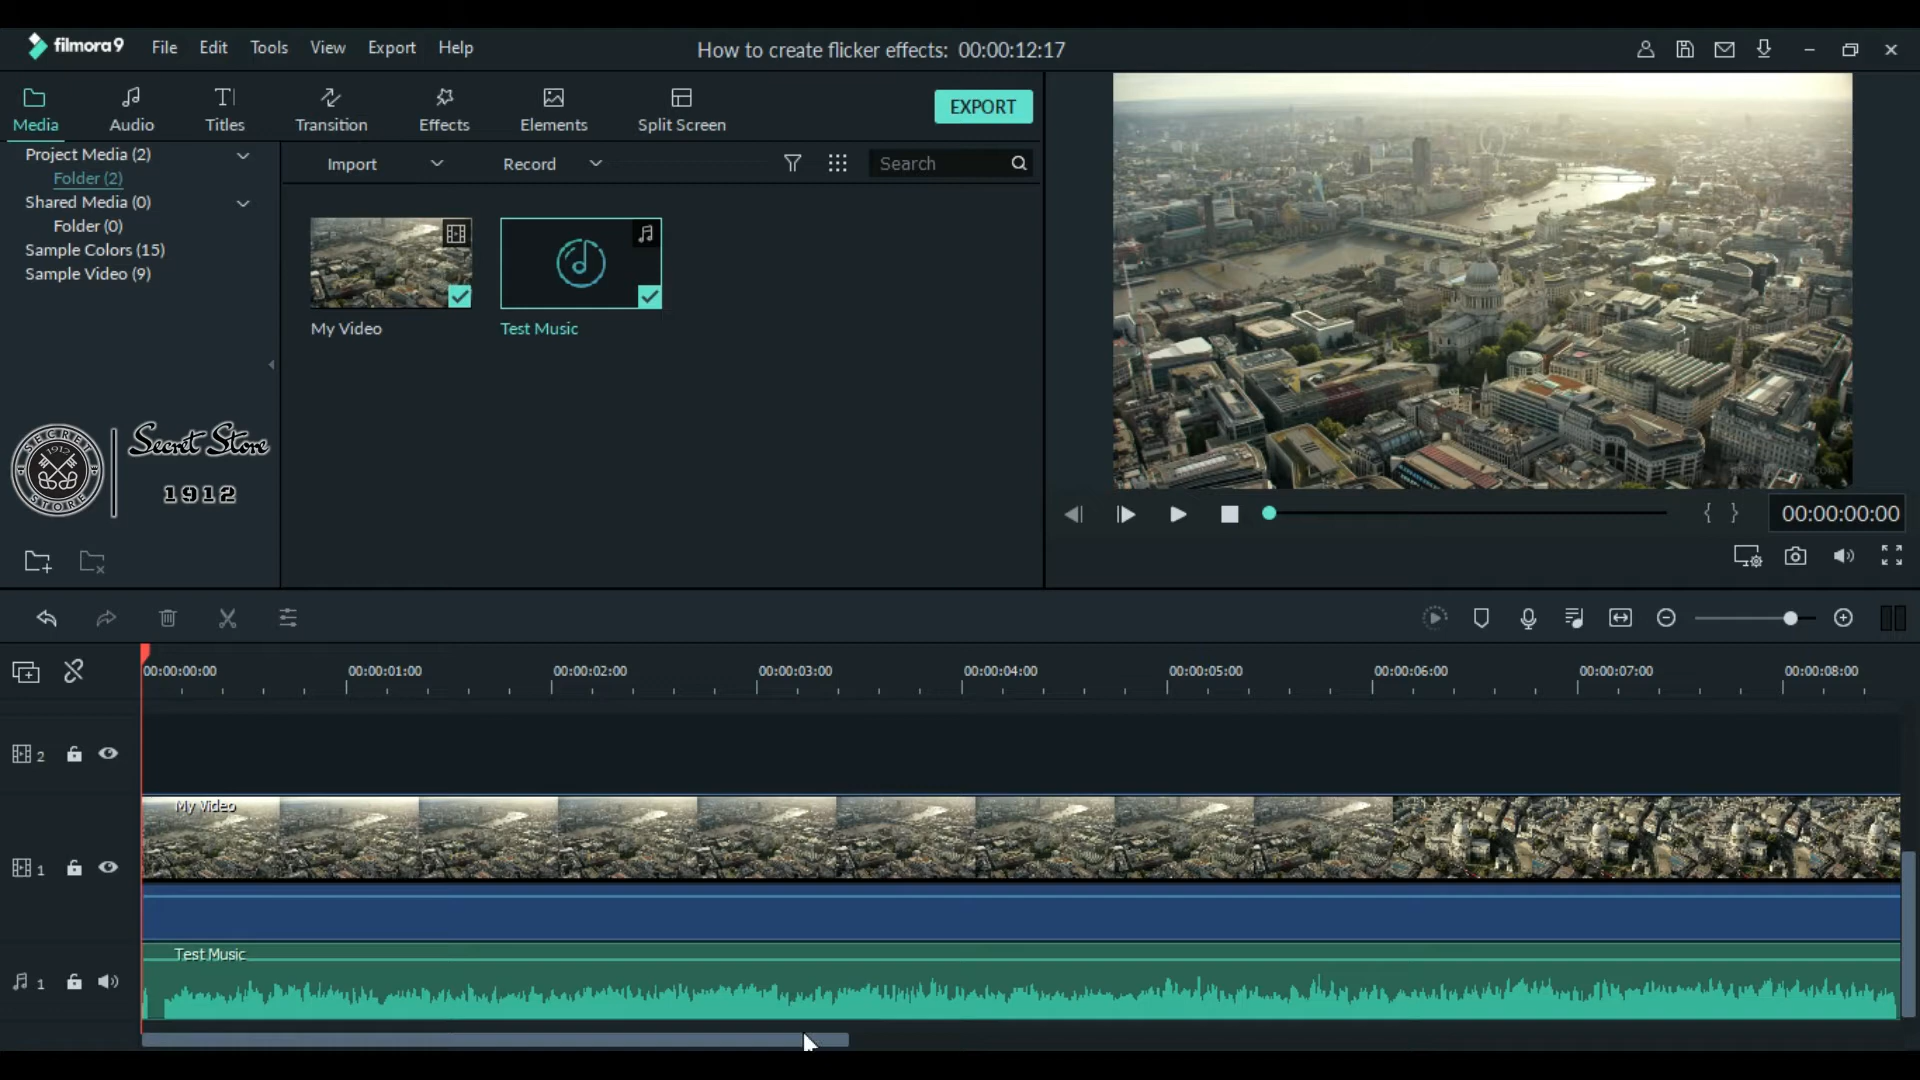 filmora9 File Edit Tools View Export Help How to create flicker effects: 00:00:12:17
Media Audio Titles Transition Effects Elements Split Screen EXPORT
Project Media (2) Import Record Search
Folder (2)
Shared Media (0)
Folder (0)
Sample Colors (15)
Sample Video (9)
My Video Test Music
SECRET STORE 1912
Secret Store
1912
{ } 00:00:00:00
00:00:00:00 00:00:01:00 00:00:02:00 00:00:03:00 00:00:04:00 00:00:05:00 00:00:06:00 00:00:07:00 00:00:08:00
2
My Video
1
Test Music
1